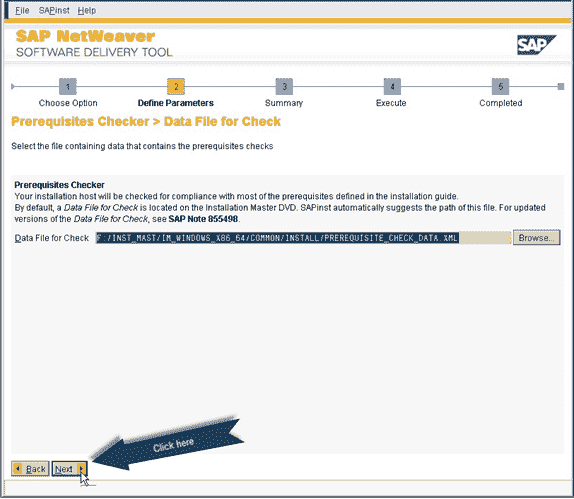 File SAPinst Help
SAP NetWeaver
SOFTWARE DELIVERY TOOL
SAP
1 2 3 4 5
Choose Option Define Parameters Summary Execute Completed
Prerequisites Checker > Data File for Check
Select the file containing data that contains the prerequisites checks
Prerequisites Checker
Your installation host will be checked for compliance with most of the prerequisites defined in the installation guide.
By default, a Data File for Check is located on the Installation Master DVD. SAPinst automatically suggests the path of this file. For updated
versions of the Data File for Check, see SAP Note 855498.
Data File for Check F:/INST_MAST/IM_WINDOWS_X86_64/COMMON/INSTALL/PREREQUISITE_CHECK_DATA.XML Browse...
Click here
Back Next